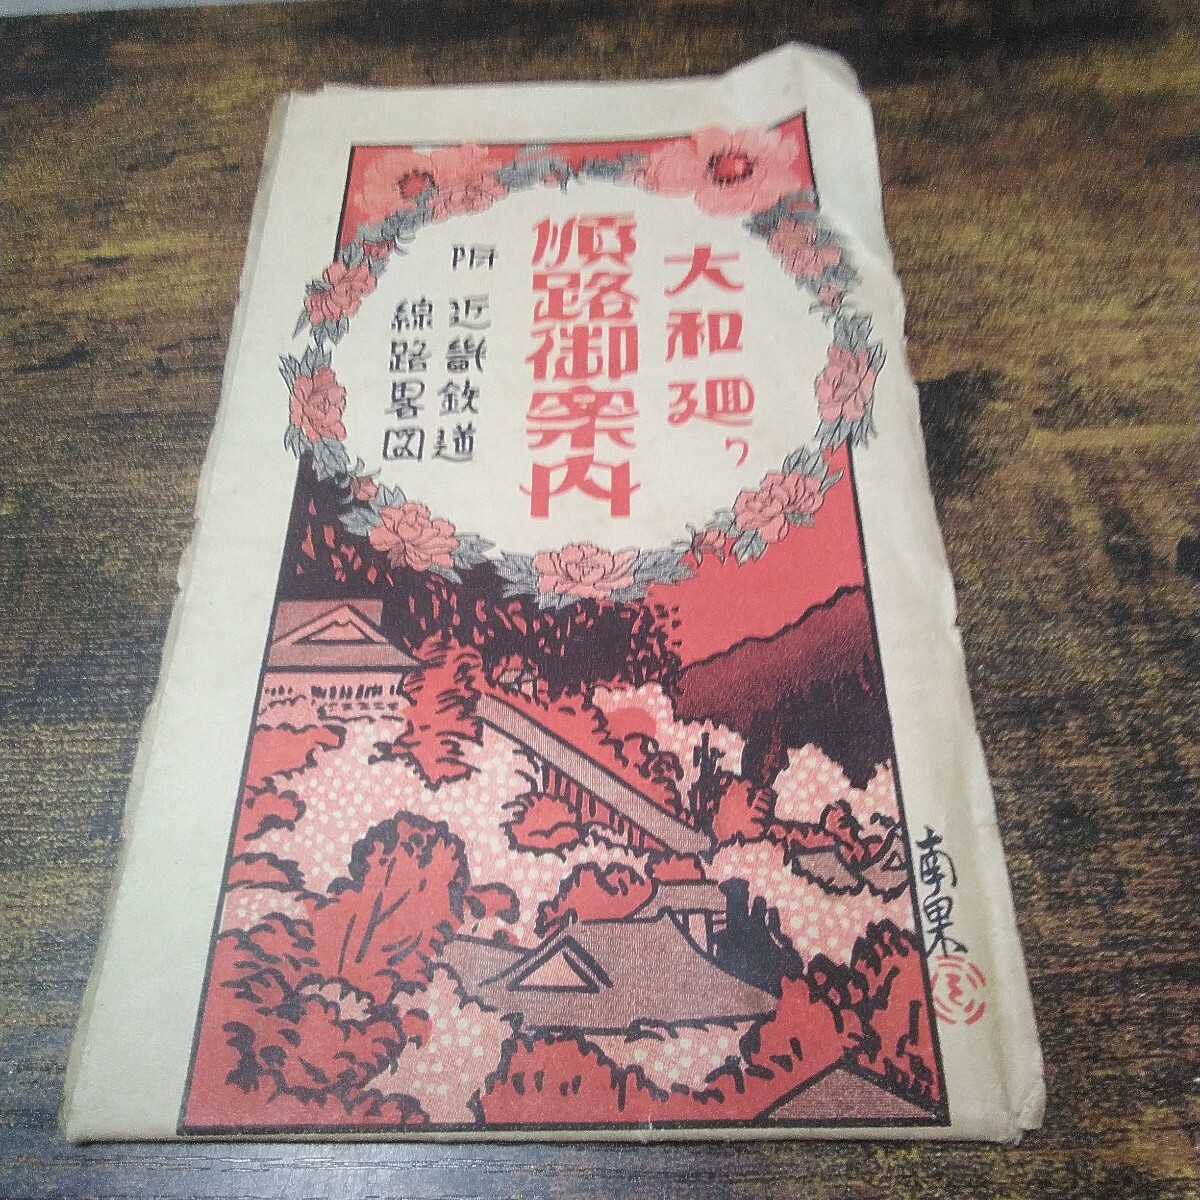 大和廻り
順路御案内
附 近畿鉄道
線路畧図
南果